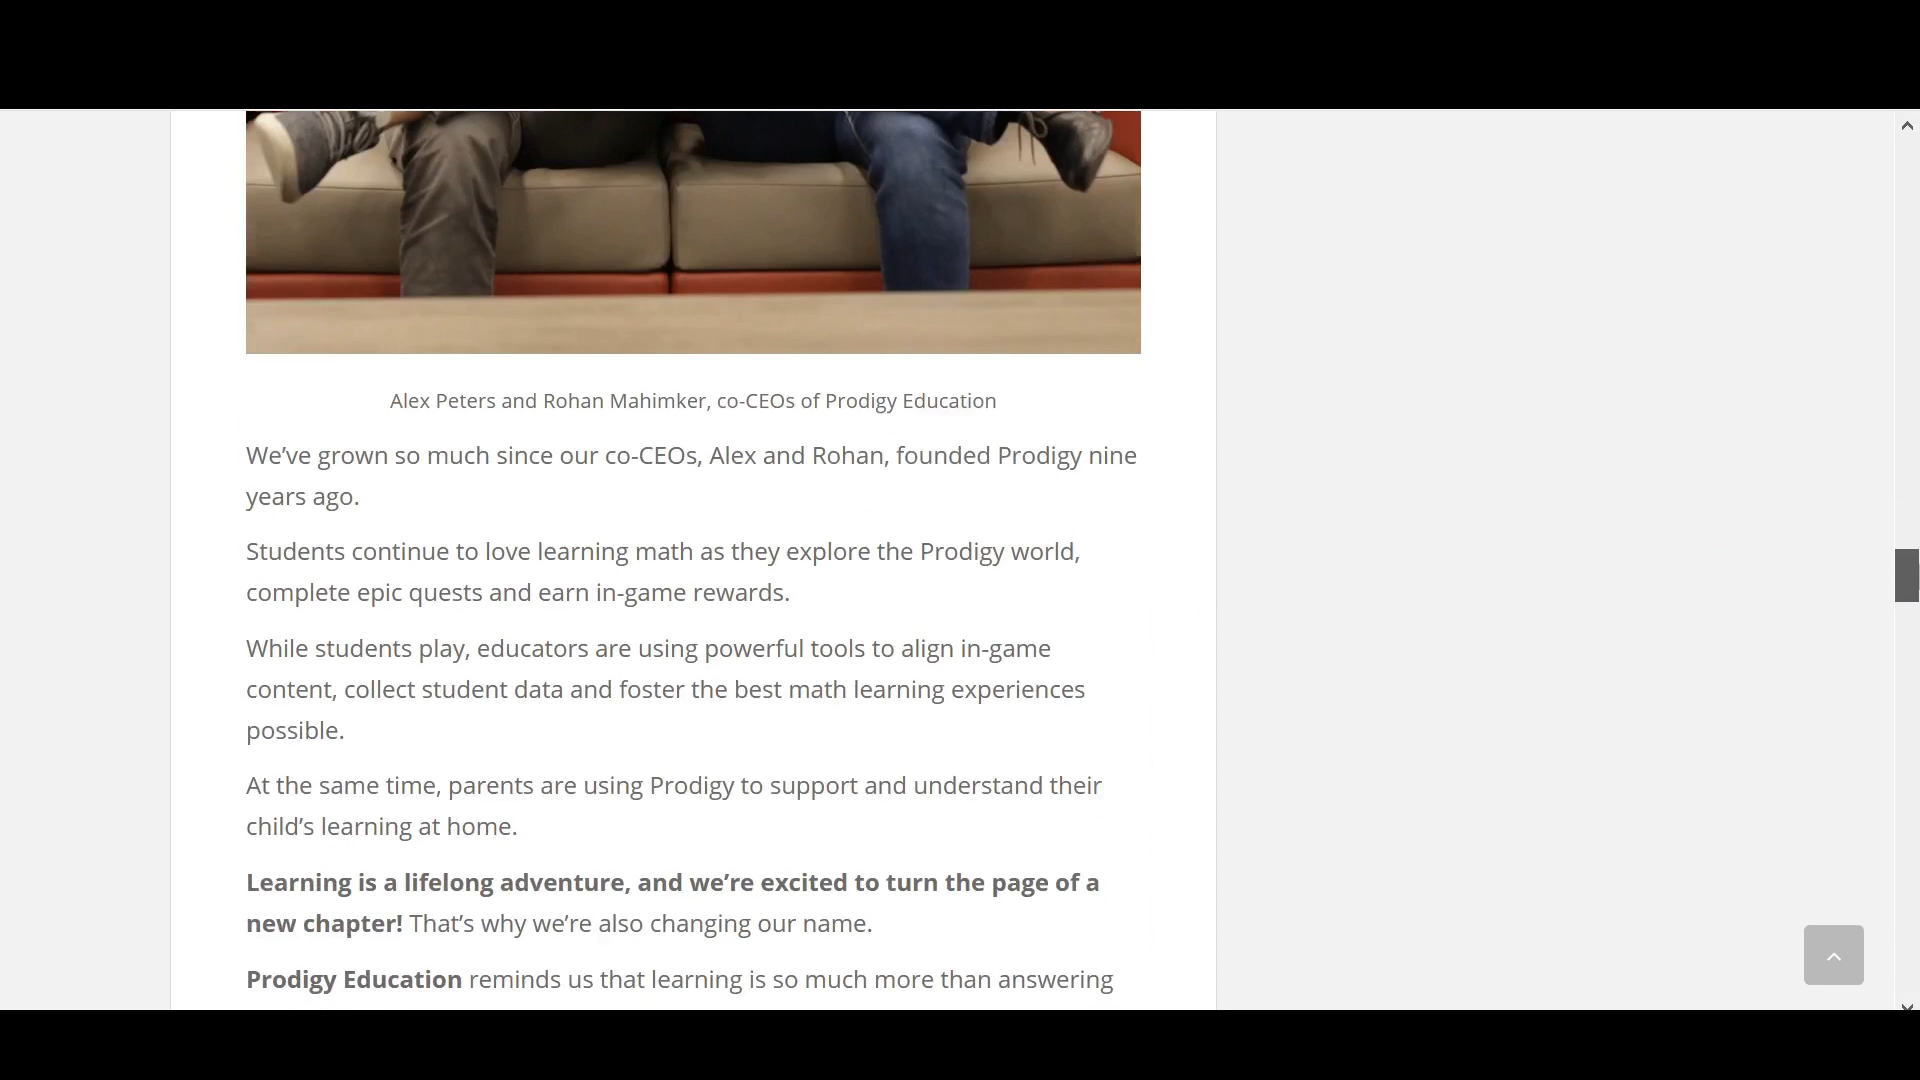 Alex Peters and Rohan Mahimker, co-CEOs of Prodigy Education
We’ve grown so much since our co-CEOs, Alex and Rohan, founded Prodigy nine
years ago.
Students continue to love learning math as they explore the Prodigy world,
complete epic quests and earn in-game rewards.
While students play, educators are using powerful tools to align in-game
content, collect student data and foster the best math learning experiences
possible.
At the same time, parents are using Prodigy to support and understand their
child’s learning at home.
Learning is a lifelong adventure, and we’re excited to turn the page of a
new chapter! That’s why we’re also changing our name.
Prodigy Education reminds us that learning is so much more than answering